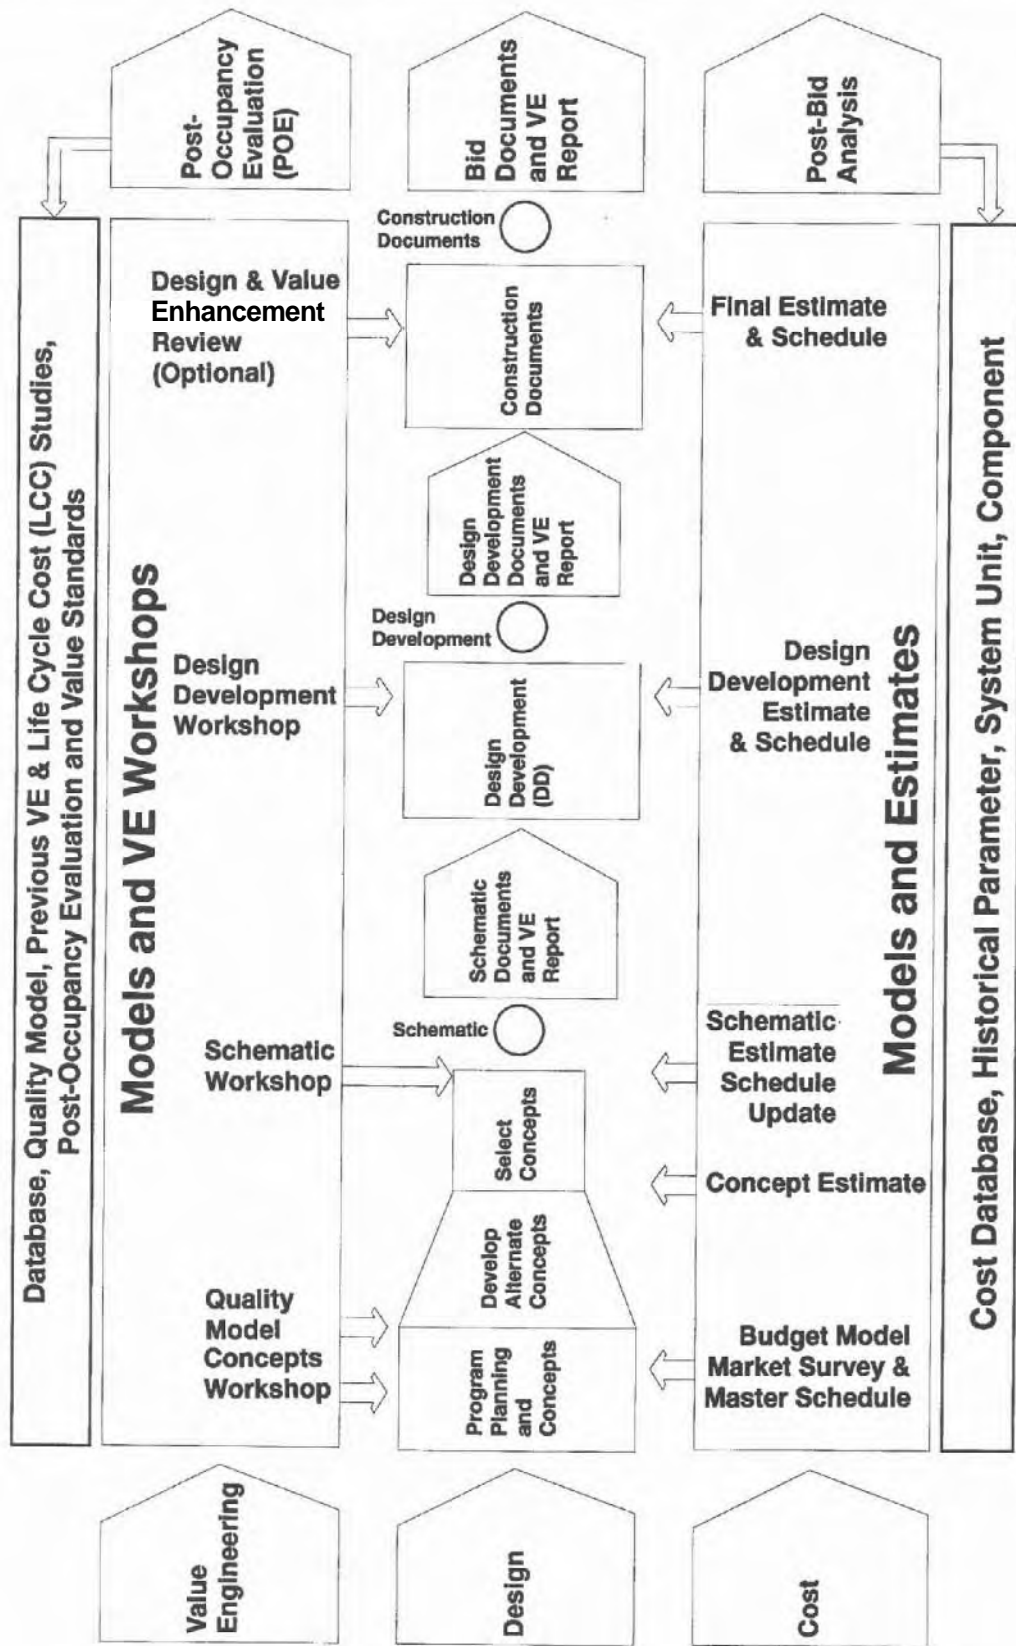 Post-
Occupancy
Evaluation
(POE)
Bid
Documents
and VE
Report
Post-Bid
Analysis
Database, Quality Model, Previous VE & Life Cycle Cost (LCC) Studies,
Post-Occupancy Evaluation and Value Standards
Models and VE Workshops
Design & Value
Enhancement
Review
(Optional)
Design
Development
Workshop
Schematic
Workshop
Quality
Model
Concepts
Workshop
Construction
Documents
Construction
Documents
Design
Development
Documents
and VE
Report
Design
Development
Design
Development
(DD)
Schematic
Documents
and VE
Report
Schematic
Select
Concepts
Develop
Alternate
Concepts
Program
Planning
and
Concepts
Final Estimate
& Schedule
Design
Development
Estimate
& Schedule
Schematic
Estimate
Schedule
Update
Concept Estimate
Budget Model
Market Survey &
Master Schedule
Models and Estimates
Cost Database, Historical Parameter, System Unit, Component
Value
Engineering
Design
Cost